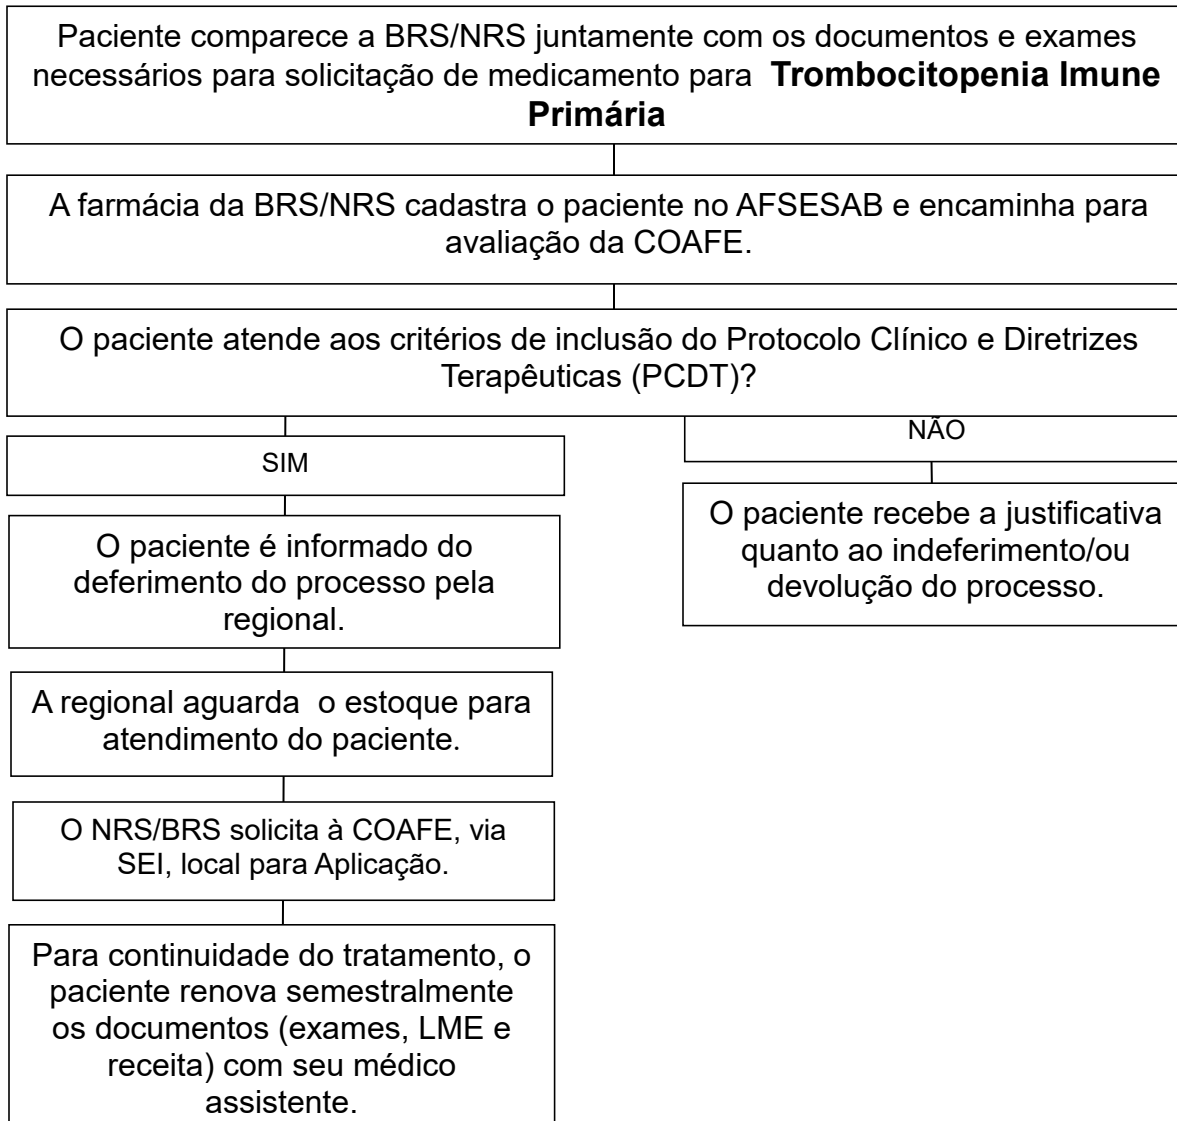 Paciente comparece a BRS/NRS juntamente com os documentos e exames
necessários para solicitação de medicamento para Trombocitopenia Imune
Primária
A farmácia da BRS/NRS cadastra o paciente no AFSESAB e encaminha para
avaliação da COAFE.
O paciente atende aos critérios de inclusão do Protocolo Clínico e Diretrizes
Terapêuticas (PCDT)?
SIM
O paciente é informado do
deferimento do processo pela
regional.
A regional aguarda o estoque para
atendimento do paciente.
O NRS/BRS solicita à COAFE, via
SEI, local para Aplicação.
Para continuidade do tratamento, o
paciente renova semestralmente
os documentos (exames, LME e
receita) com seu médico
assistente.
NÃO
O paciente recebe a justificativa
quanto ao indeferimento/ou
devolução do processo.